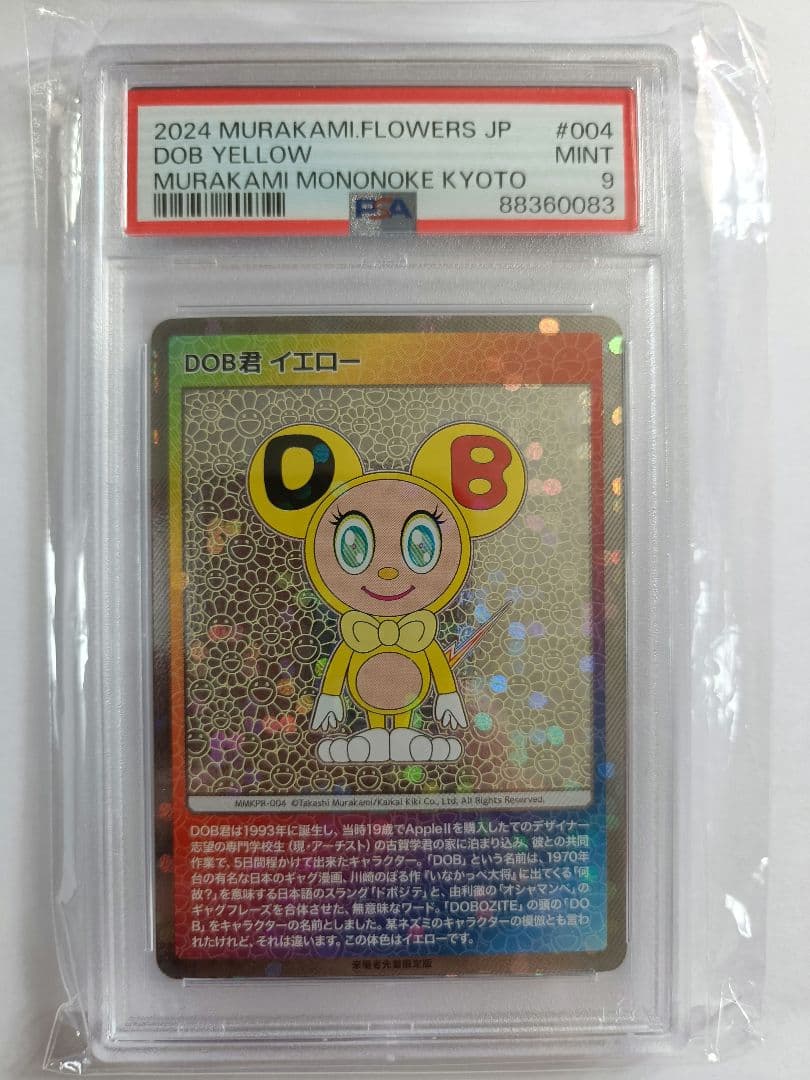 2024 MURAKAMI.FLOWERS JP #004
DOB YELLOW MINT
MURAKAMI MONONOKE KYOTO 9
PSA 88360083
DOB君 イエロー
D B
MMKPR-004 ©Takashi Murakami/Kaikai Kiki Co., Ltd. All Rights Reserved.
DOB君は1993年に誕生し、当時19歳でAppleⅡを購入したてのデザイナー
志望の専門学校生（現・アーチスト）の古賀学君の家に泊まり込み、彼との共同
作業で、5日間程かけて出来たキャラクター。「DOB」という名前は、1970年
台の有名な日本のギャグ漫画、川崎のぼる作『いなかっぺ大将』に出てくる「何
故？」を意味する日本語のスラング「ドボジテ」と、由利徹の「オシャマンベ」の
ギャグフレーズを合体させた、無意味なワード。「DOBOZITE」の頭の「DO
B」をキャラクターの名前としました。某ネズミのキャラクターの模倣とも言わ
れたけれど、それは違います。この体色はイエローです。
来場者先着限定版